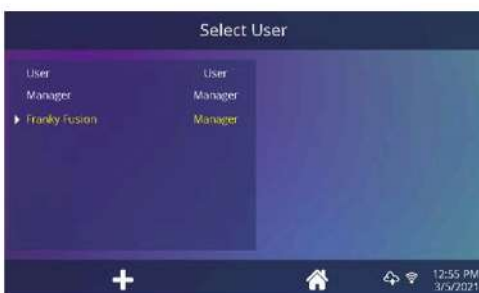 Select User
User User
Manager Manager
Franky Fusion Manager
12:55 PM
3/5/2021